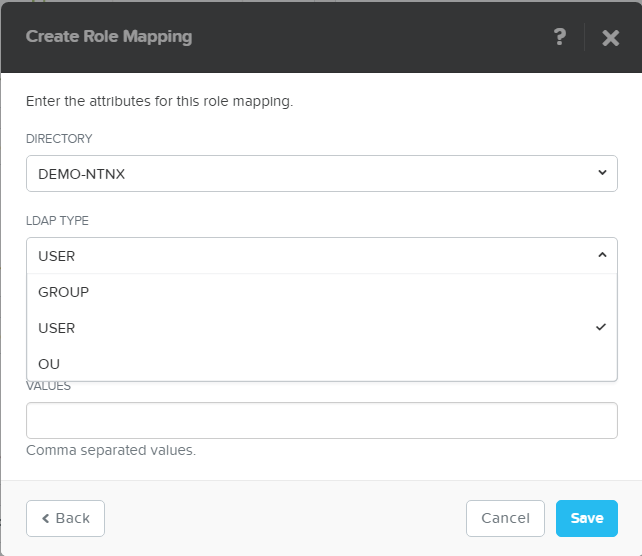 Create Role Mapping
?
Enter the attributes for this role mapping.
DIRECTORY
DEMO-NTNX
LDAP TYPE
USER
GROUP
USER
OU
VALUES
Comma separated values.
Back
Cancel
Save